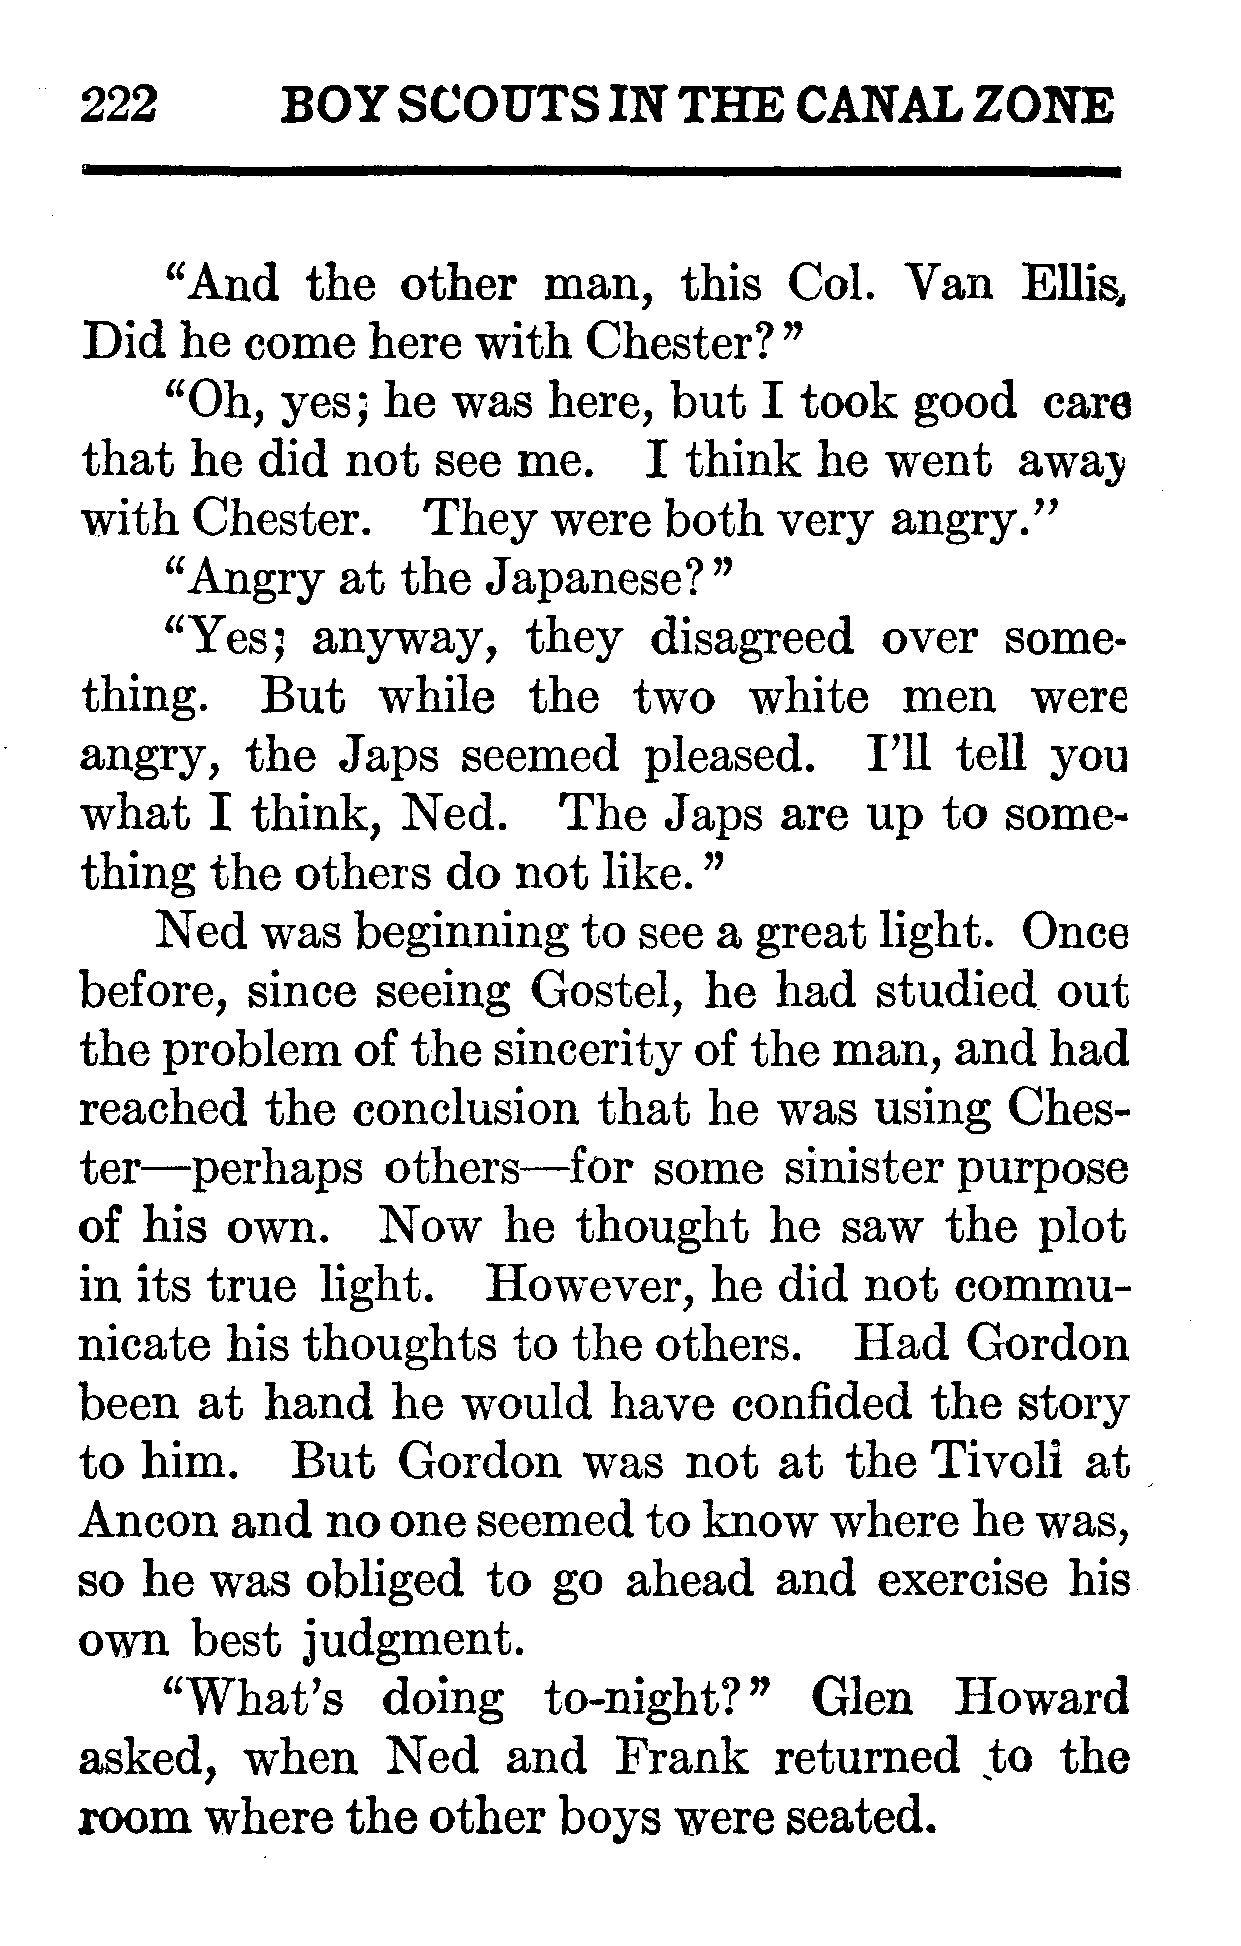 222 BOY SCOUTS IN THE CANAL ZONE
“And the other man, this Col. Van Ellis,
Did he come here with Chester?”
“Oh, yes; he was here, but I took good care
that he did not see me. I think he went away
with Chester. They were both very angry.”
“Angry at the Japanese?”
“Yes; anyway, they disagreed over some-
thing. But while the two white men were
angry, the Japs seemed pleased. I’ll tell you
what I think, Ned. The Japs are up to some-
thing the others do not like.”
Ned was beginning to see a great light. Once
before, since seeing Gostel, he had studied out
the problem of the sincerity of the man, and had
reached the conclusion that he was using Ches-
ter—perhaps others—for some sinister purpose
of his own. Now he thought he saw the plot
in its true light. However, he did not commu-
nicate his thoughts to the others. Had Gordon
been at hand he would have confided the story
to him. But Gordon was not at the Tivoli at
Ancon and no one seemed to know where he was,
so he was obliged to go ahead and exercise his
own best judgment.
“What’s doing to-night?” Glen Howard
asked, when Ned and Frank returned to the
room where the other boys were seated.